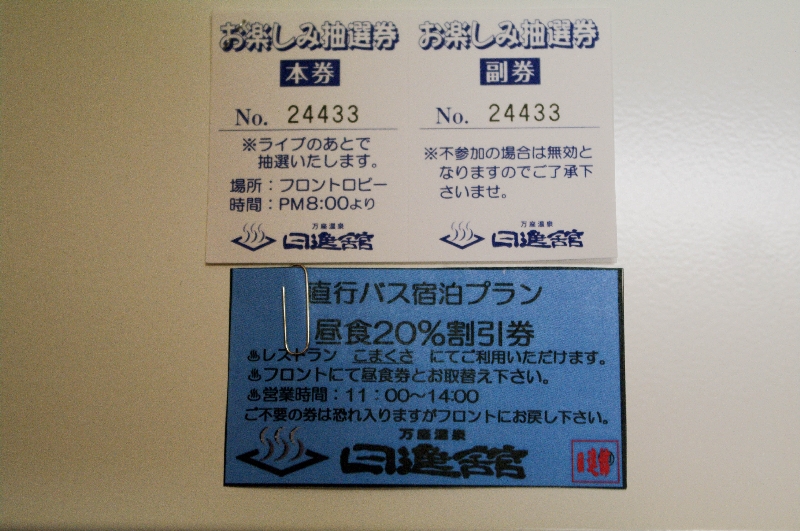 お楽しみ抽選券
本券
No. 24433
※ライブのあとで
抽選いたします。
場所：フロントロビー
時間：PM8:00より
万座温泉
日進舘
お楽しみ抽選券
副券
No. 24433
※不参加の場合は無効と
なりますのでご了承下
さいませ。
万座温泉
日進舘
直行バス宿泊プラン
昼食20%割引券
♨レストラン こまくさ にてご利用いただけます。
♨フロントにて昼食券とお取替え下さい。
♨営業時間：11：00〜14:00
ご不要の券は恐れ入りますがフロントにお戻し下さい。
万座温泉
日進舘